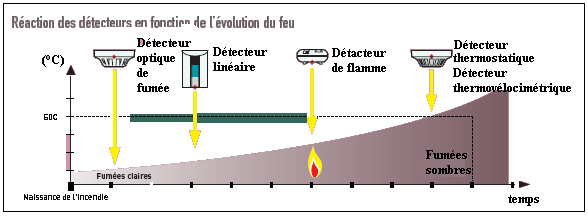 Réaction des détecteurs en fonction de l'évolution du feu
(°C)
Détecteur
optique
de
fumée
Détecteur
linéaire
Détacteur
de flamme
Détecteur
thermostatique
Détecteur
thermovélocimétrique
60C
Fumées claires
Fumées
sombres
Naissance de l'incendie
temps